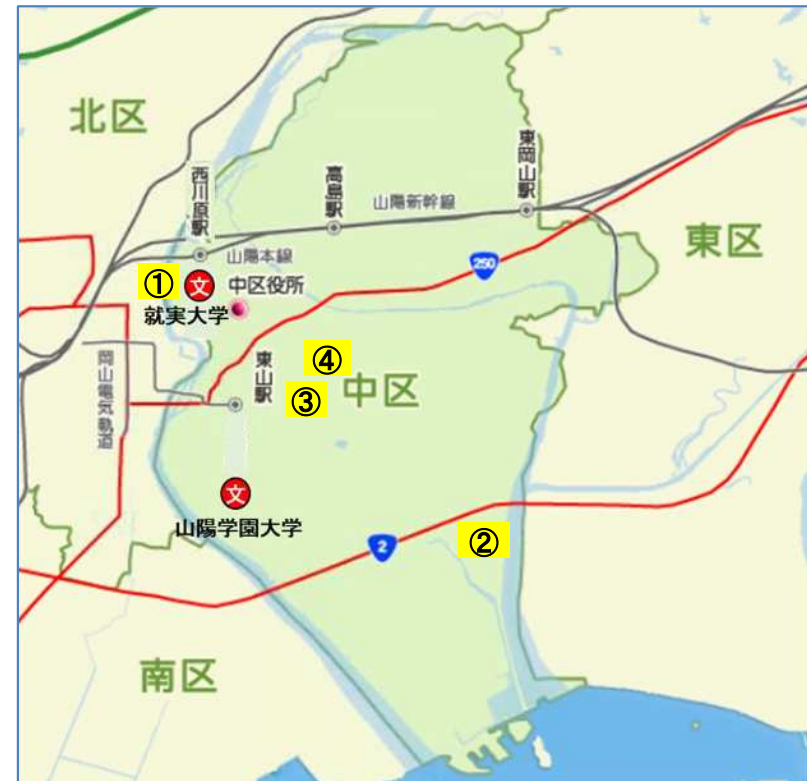 北区
西川原駅
高島駅
東岡山駅
山陽新幹線
山陽本線
東区
250
①
文
中区役所
就実大学
岡山電気軌道
東山駅
④
③
中区
文
山陽学園大学
2
②
南区